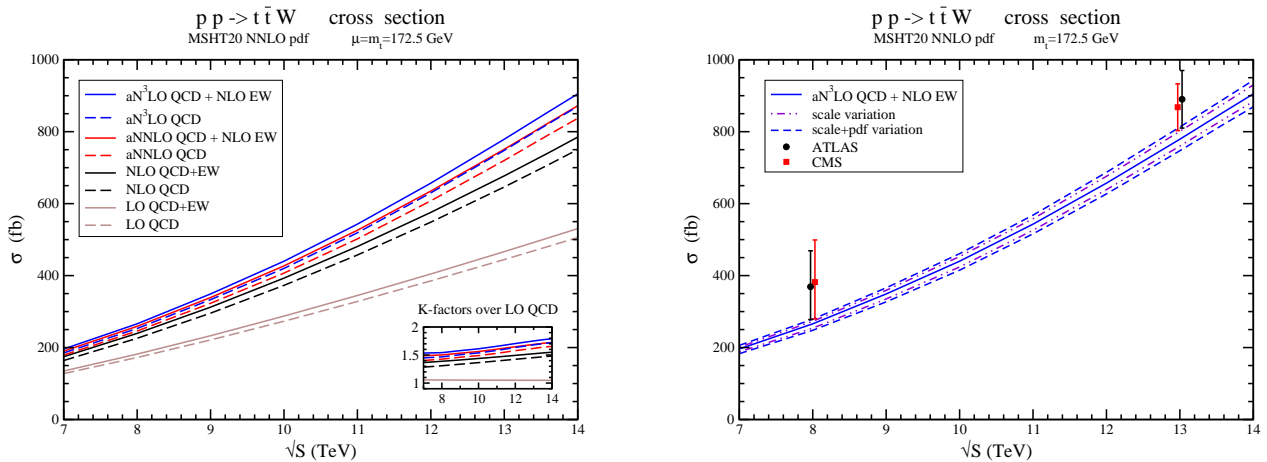 p p -> t t̄ W cross section
MSHT20 NNLO pdf μ=mt=172.5 GeV
1000
800
600
400
200
0
σ (fb)
aN³LO QCD + NLO EW
aN³LO QCD
aNNLO QCD + NLO EW
aNNLO QCD
NLO QCD+EW
NLO QCD
LO QCD+EW
LO QCD
K-factors over LO QCD
2
1.5
1
8 10 12 14
7 8 9 10 11 12 13 14
√S (TeV)
p p -> t t̄ W cross section
MSHT20 NNLO pdf mt=172.5 GeV
1000
800
600
400
200
0
σ (fb)
aN³LO QCD + NLO EW
scale variation
scale+pdf variation
ATLAS
CMS
7 8 9 10 11 12 13 14
√S (TeV)